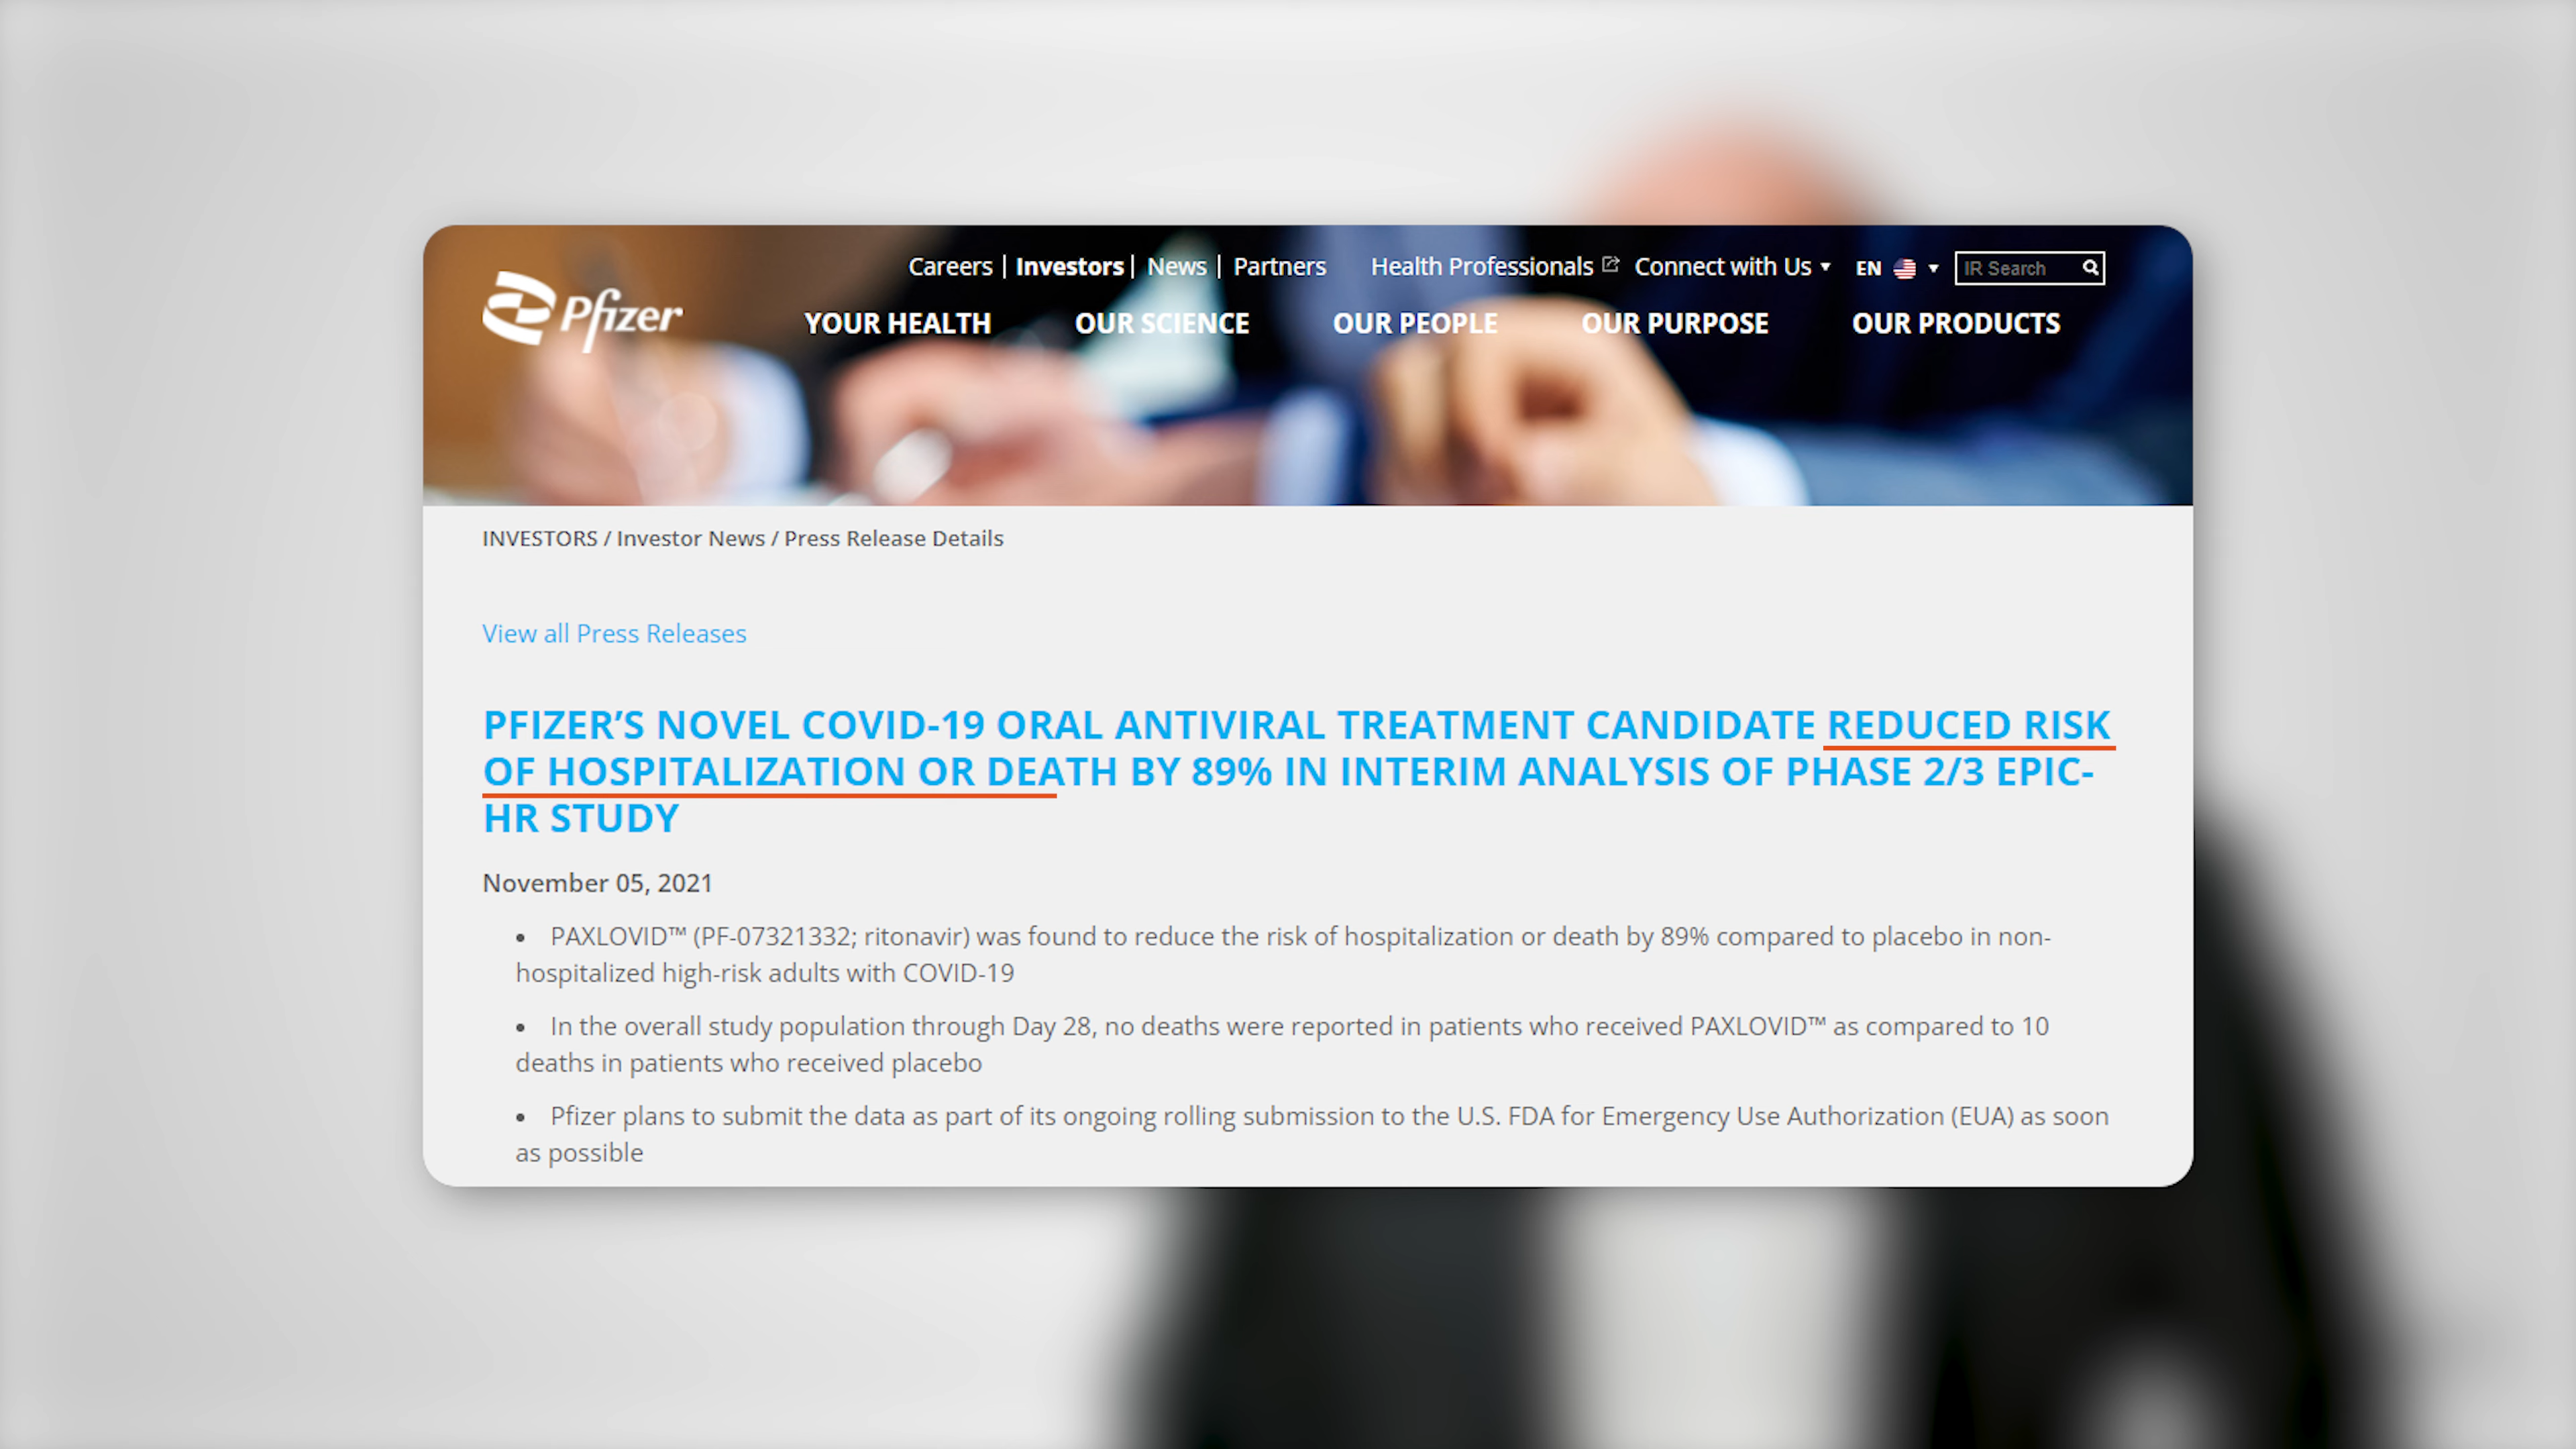 Careers | Investors | News | Partners Health Professionals Connect with Us EN IR Search
Pfizer
YOUR HEALTH OUR SCIENCE OUR PEOPLE OUR PURPOSE OUR PRODUCTS
INVESTORS / Investor News / Press Release Details
View all Press Releases
PFIZER’S NOVEL COVID-19 ORAL ANTIVIRAL TREATMENT CANDIDATE REDUCED RISK
OF HOSPITALIZATION OR DEATH BY 89% IN INTERIM ANALYSIS OF PHASE 2/3 EPIC-
HR STUDY
November 05, 2021
• PAXLOVID™ (PF-07321332; ritonavir) was found to reduce the risk of hospitalization or death by 89% compared to placebo in non-
hospitalized high-risk adults with COVID-19
• In the overall study population through Day 28, no deaths were reported in patients who received PAXLOVID™ as compared to 10
deaths in patients who received placebo
• Pfizer plans to submit the data as part of its ongoing rolling submission to the U.S. FDA for Emergency Use Authorization (EUA) as soon
as possible